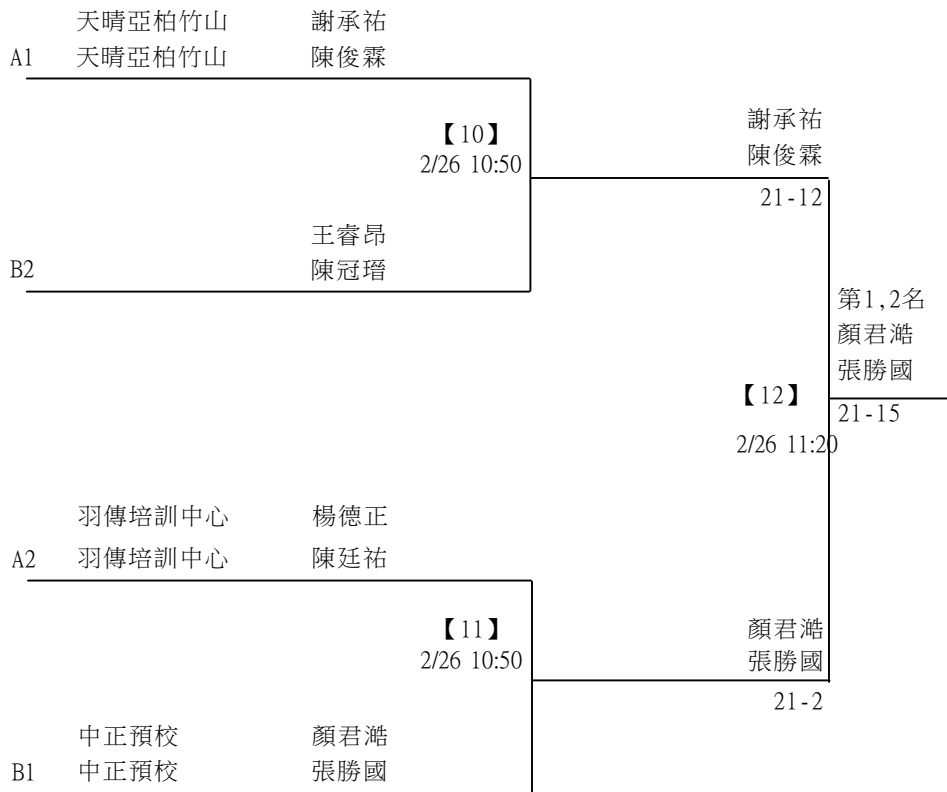 天晴亞柏竹山 謝承祐
A1 天晴亞柏竹山 陳俊霖
【10】
2/26 10:50
謝承祐
陳俊霖
21-12
王睿昂
B2 陳冠瑨
第1,2名
顏君澔
張勝國
21-15
【12】
2/26 11:20
羽傳培訓中心 楊德正
A2 羽傳培訓中心 陳廷祐
【11】
2/26 10:50
顏君澔
張勝國
21-2
中正預校 顏君澔
B1 中正預校 張勝國